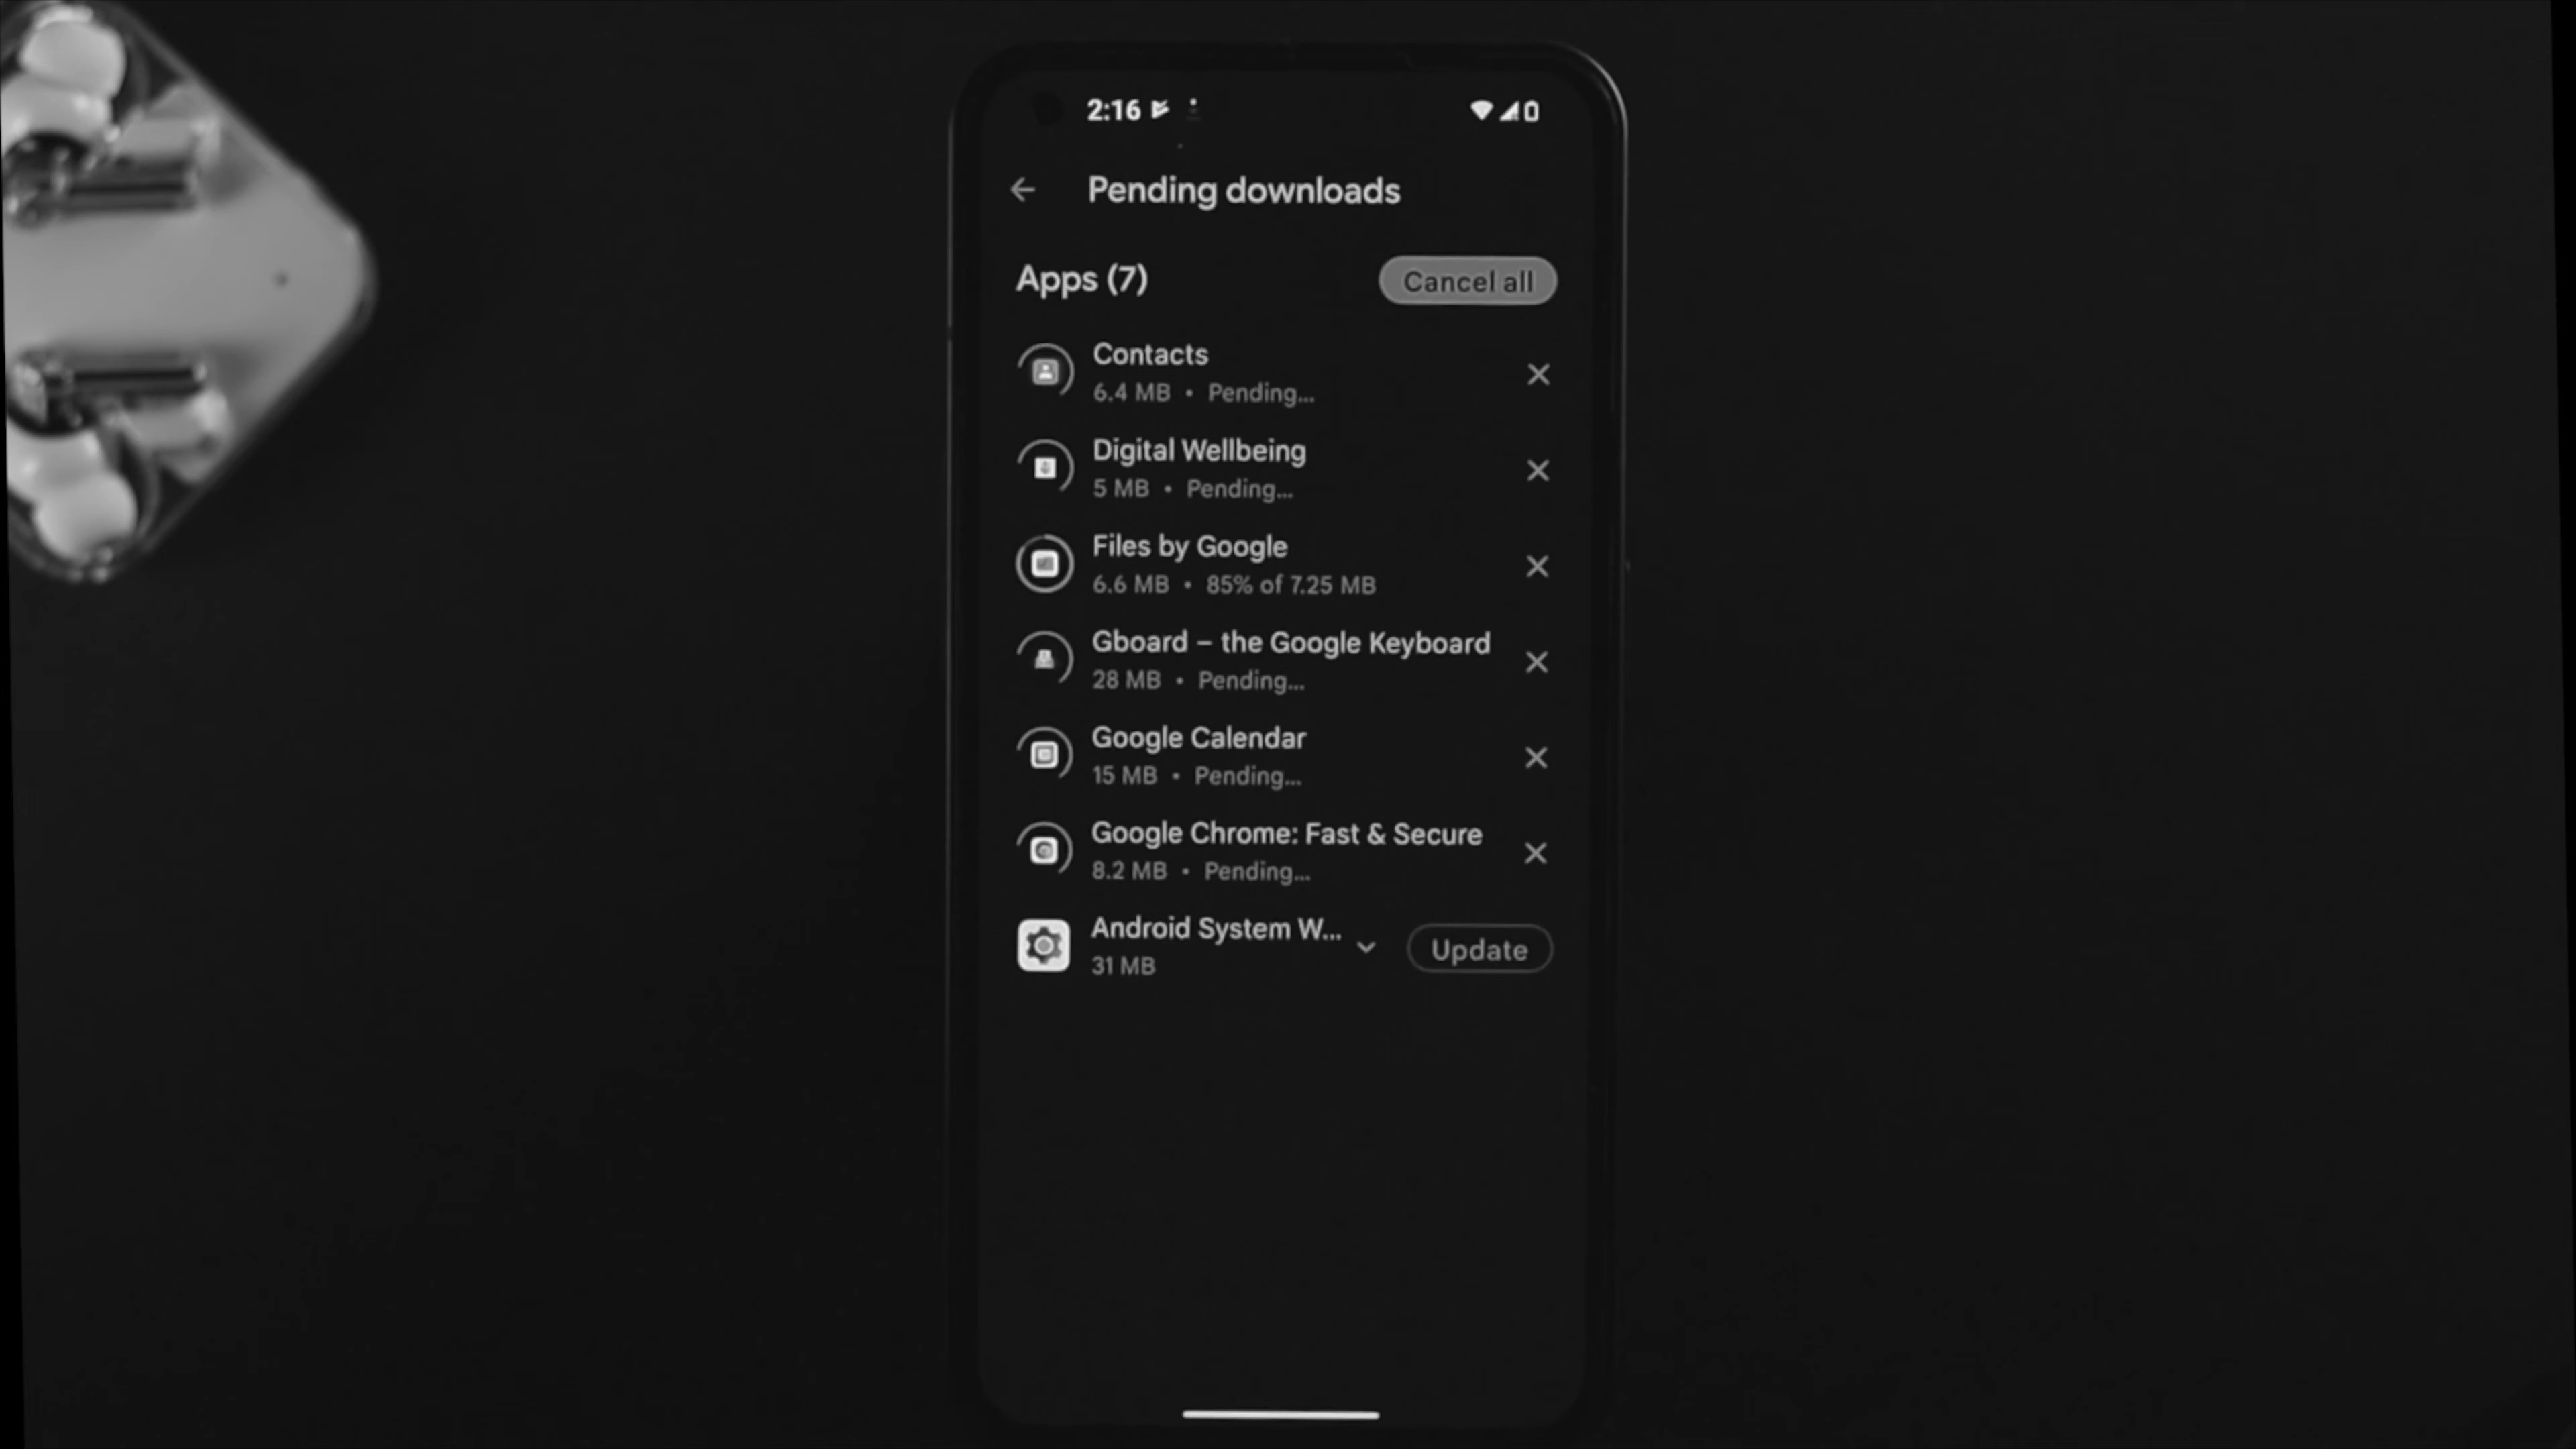 2:16
Pending downloads
Apps (7)
Cancel all
Contacts
6.4 MB • Pending...
Digital Wellbeing
5 MB • Pending...
Files by Google
6.6 MB • 85% of 7.25 MB
Gboard – the Google Keyboard
28 MB • Pending...
Google Calendar
15 MB • Pending...
Google Chrome: Fast & Secure
8.2 MB • Pending...
Android System W...
Update
31 MB